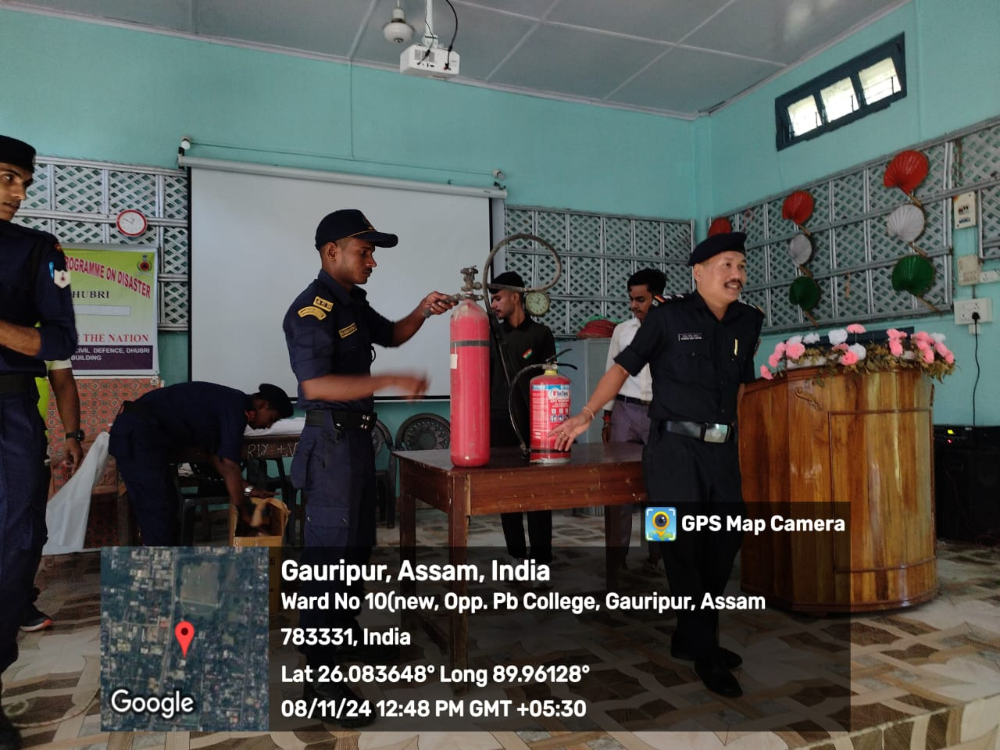 ROGRAMME ON DISASTER
HUBRI
E THE NATION
CIVIL DEFENCE, DHUBRI
BUILDING
GPS Map Camera
Gauripur, Assam, India
Ward No 10(new, Opp. Pb College, Gauripur, Assam
783331, India
Lat 26.083648° Long 89.96128°
08/11/24 12:48 PM GMT +05:30
Google